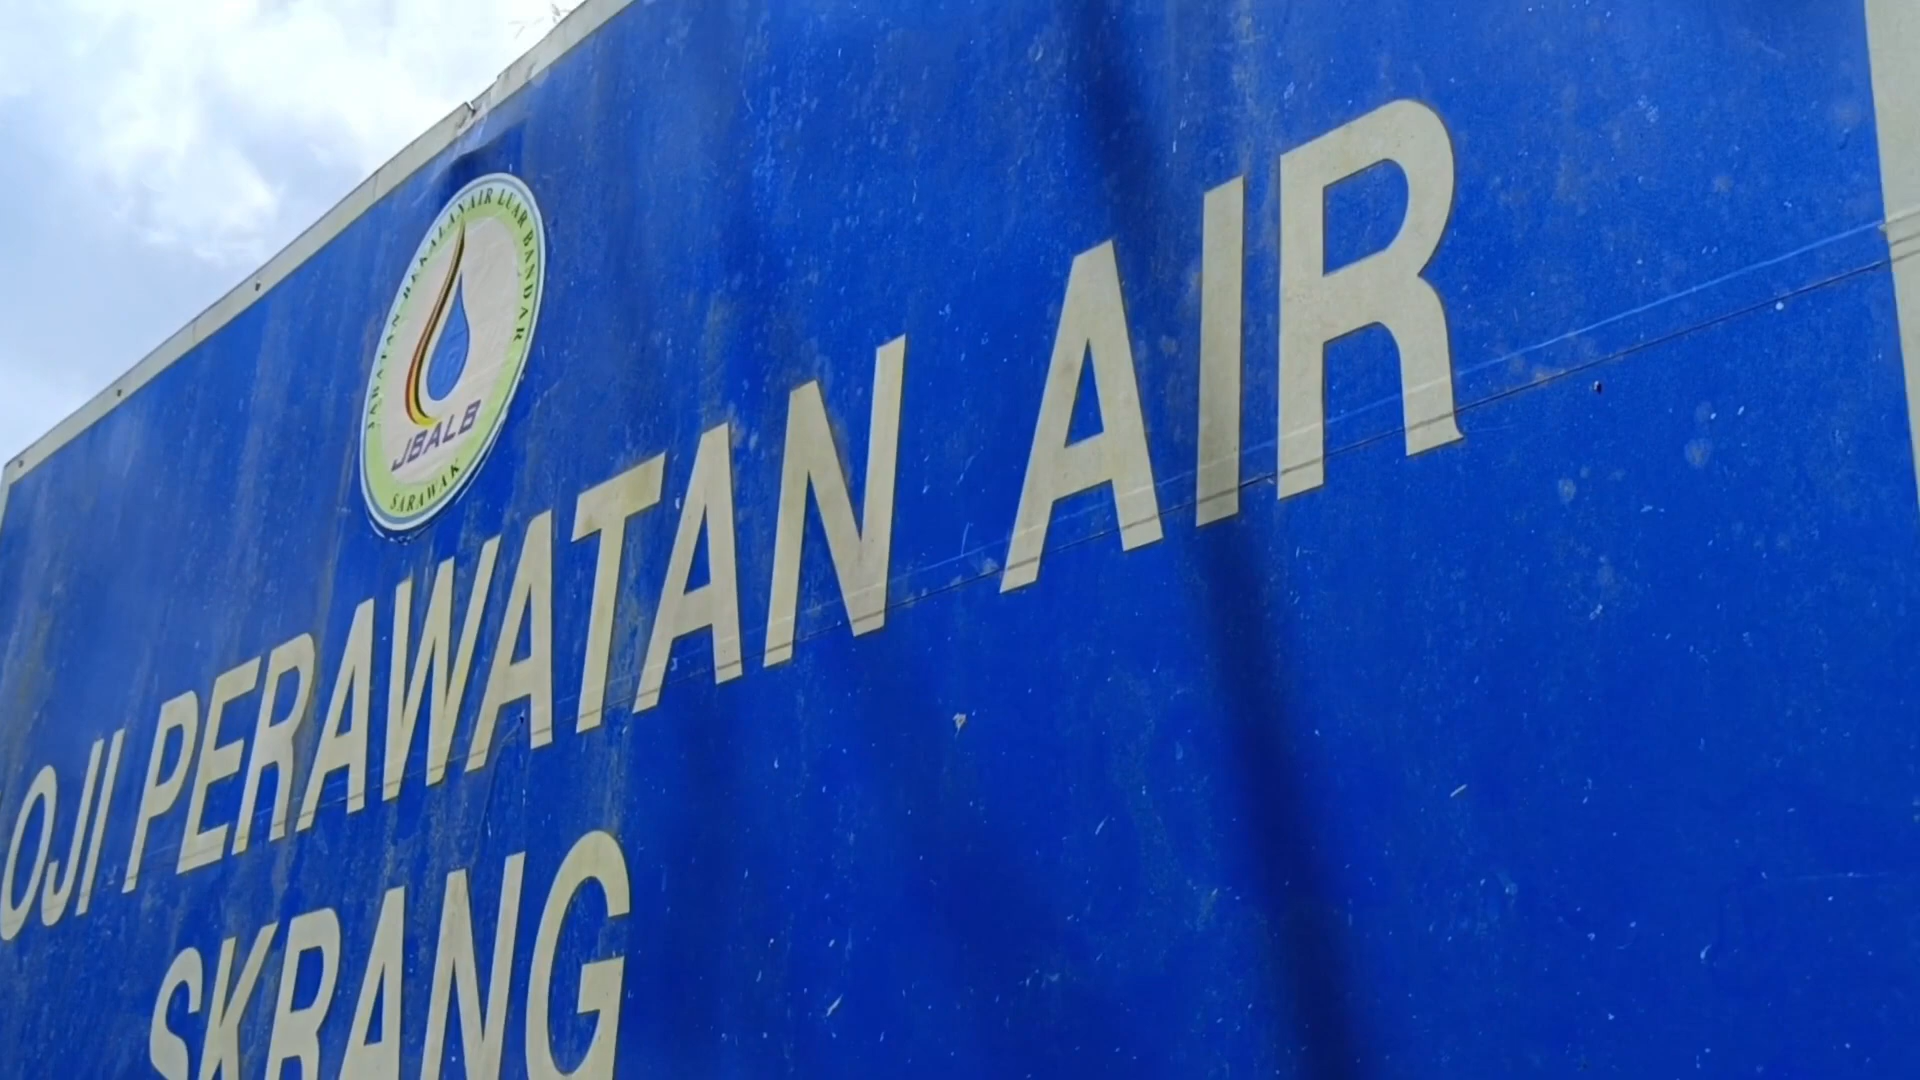 JABATAN BEKALAN AIR LUAR BANDAR
JBALB
SARAWAK
OJI PERAWATAN AIR
SKRANG